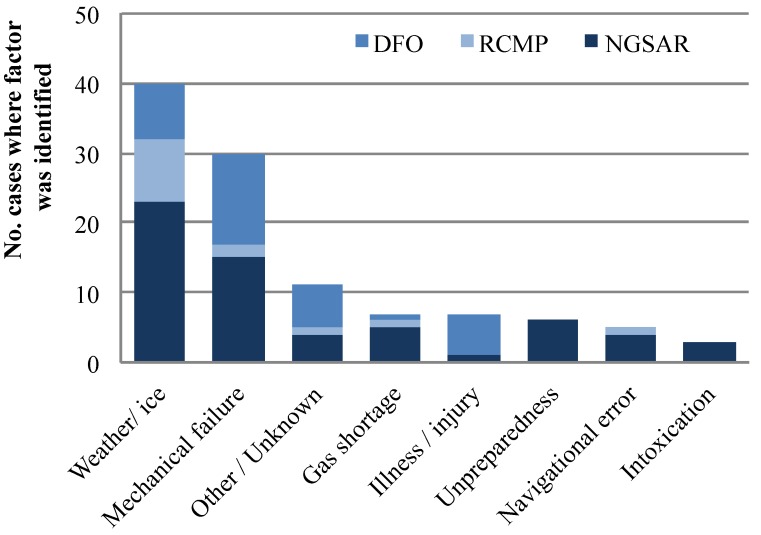 No. cases where factor
was identified
50
40
30
20
10
0
DFO RCMP NGSAR
Weather/ ice
Mechanical failure
Other / Unknown
Gas shortage
Illness / injury
Unpreparedness
Navigational error
Intoxication